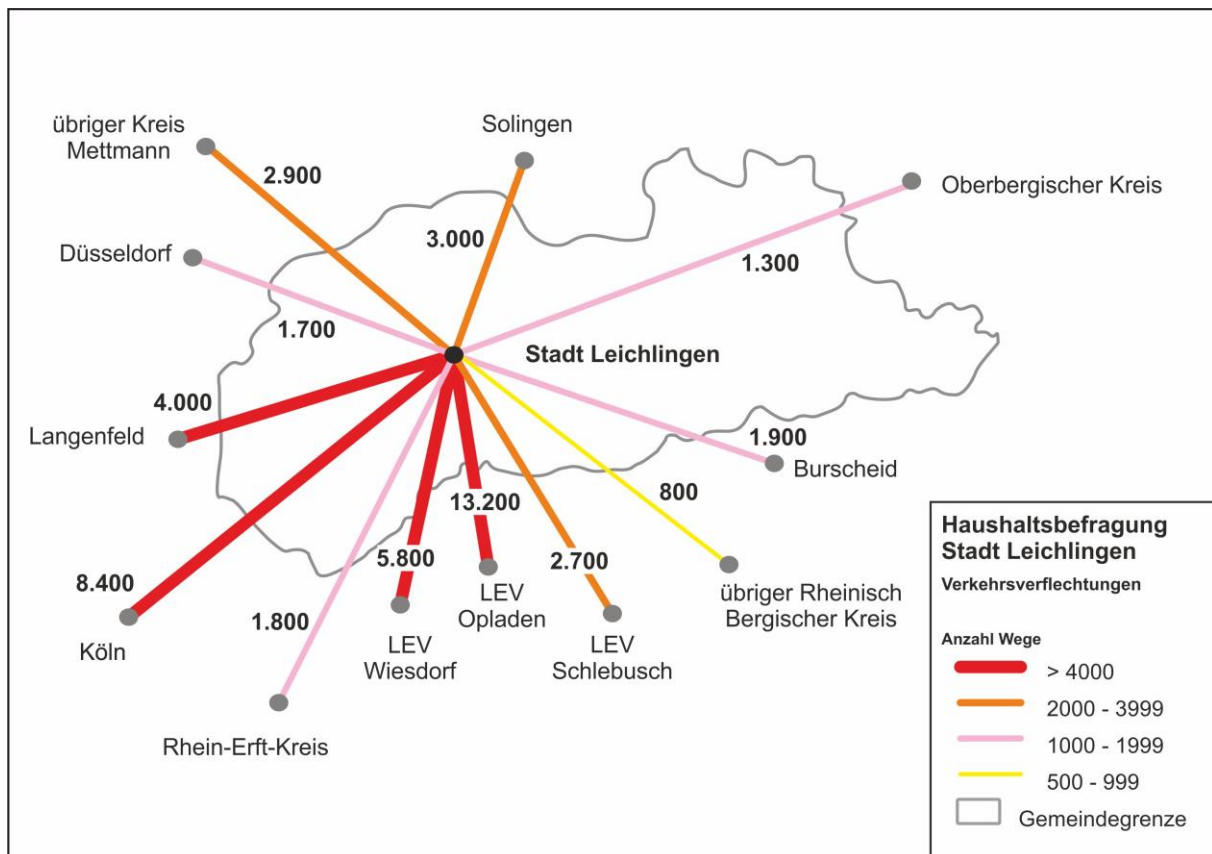 übriger Kreis
Mettmann
2.900
Solingen
3.000
Oberbergischer Kreis
1.300
Düsseldorf
1.700
Stadt Leichlingen
4.000
Langenfeld
1.900
Burscheid
800
übriger Rheinisch
Bergischer Kreis
13.200
LEV
Opladen
5.800
LEV
Wiesdorf
2.700
LEV
Schlebusch
8.400
Köln
1.800
Rhein-Erft-Kreis
Haushaltsbefragung
Stadt Leichlingen
Verkehrsverflechtungen
Anzahl Wege
> 4000
2000 - 3999
1000 - 1999
500 - 999
Gemeindegrenze